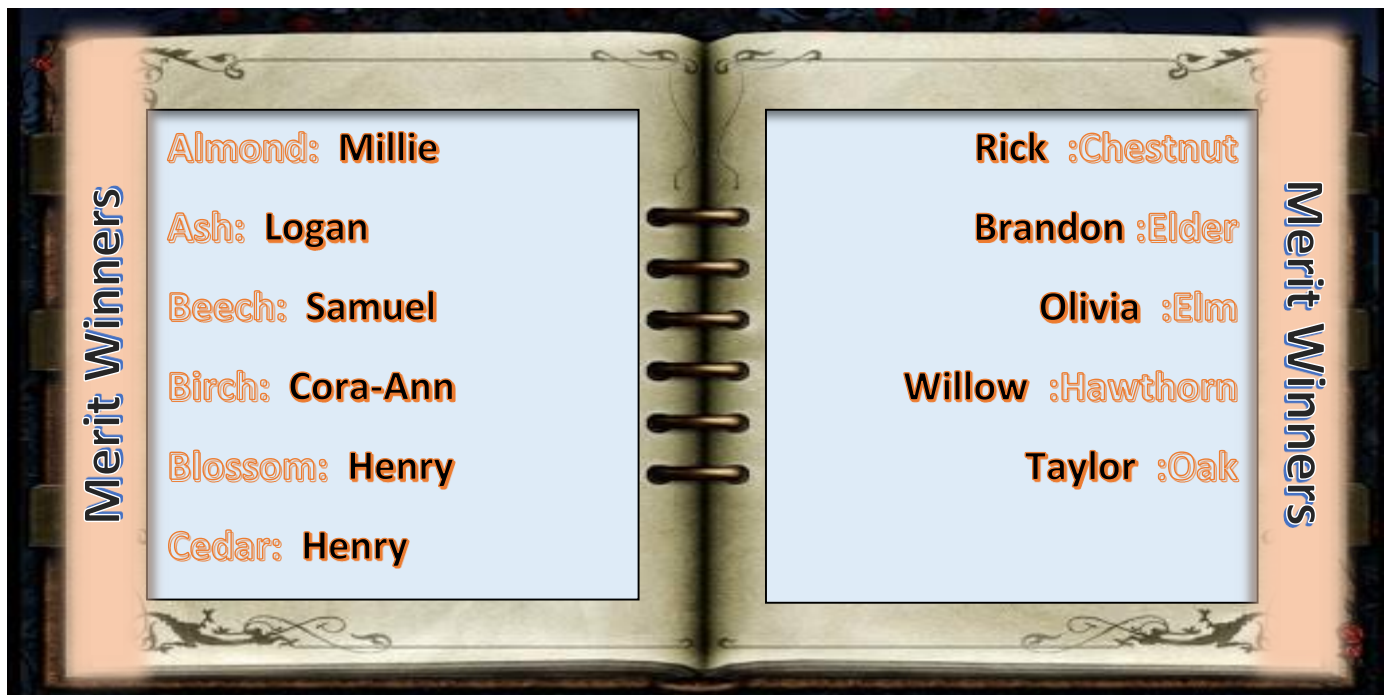 Merit Winners
Almond: Millie
Ash: Logan
Beech: Samuel
Birch: Cora-Ann
Blossom: Henry
Cedar: Henry
Rick :Chestnut
Brandon :Elder
Olivia :Elm
Willow :Hawthorn
Taylor :Oak
Merit Winners